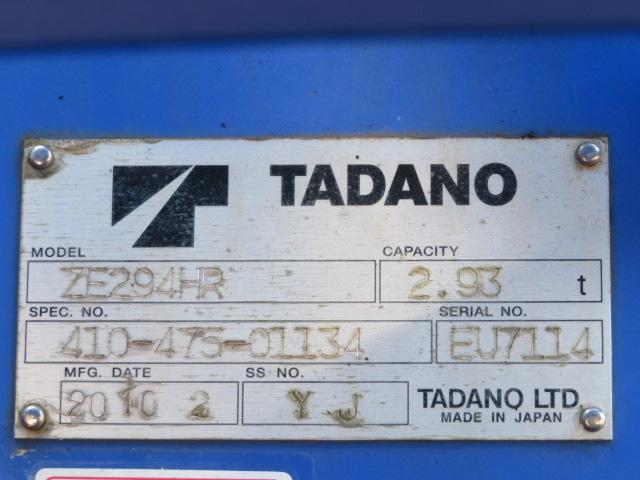 TADANO
MODEL CAPACITY
ZE294HR 2.93 t
SPEC. NO. SERIAL NO.
410-475-01134 EU7114
MFG. DATE SS NO.
2010 2 Y J TADANO LTD.
MADE IN JAPAN